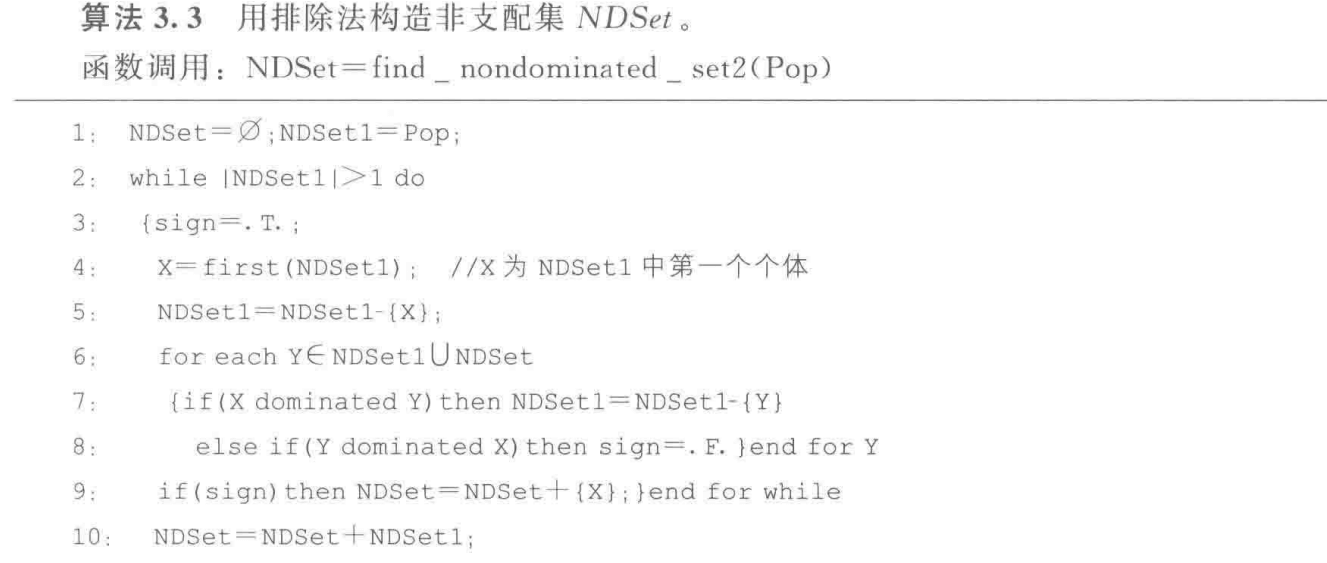 算法 3.3 用排除法构造非支配集 NDSet。
函数调用：NDSet=find _ nondominated _ set2(Pop)
1: NDSet=∅;NDSet1=Pop;
2: while |NDSet1|>1 do
3: {sign=.T.;
4: X=first(NDSet1); //X 为 NDSet1 中第一个个体
5: NDSet1=NDSet1-{X};
6: for each Y∈NDSet1∪NDSet
7: {if(X dominated Y)then NDSet1=NDSet1-{Y}
8: else if(Y dominated X)then sign=.F.}end for Y
9: if(sign)then NDSet=NDSet+{X};}end for while
10: NDSet=NDSet+NDSet1;